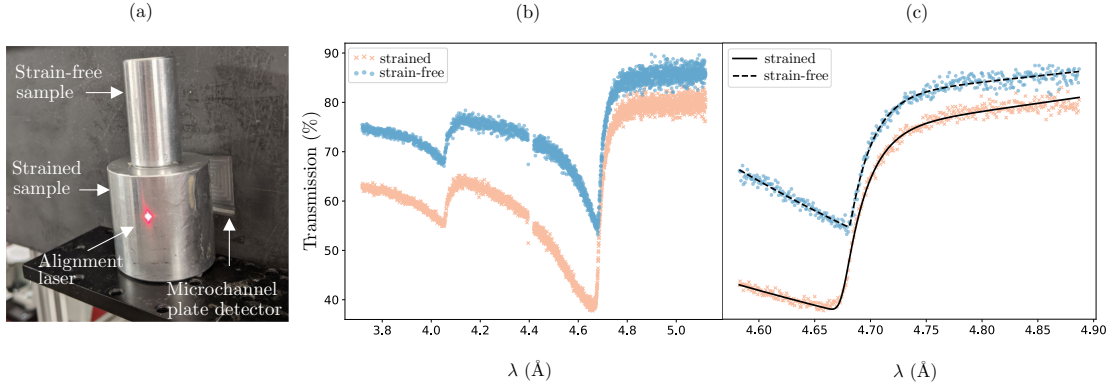 (a)
Strain-free
sample
Strained
sample
Alignment
laser
Microchannel
plate detector
(b)
strained
strain-free
Transmission (%)
90
80
70
60
50
40
3.8 4.0 4.2 4.4 4.6 4.8 5.0
λ (Å)
(c)
strained
strain-free
4.60 4.65 4.70 4.75 4.80 4.85 4.90
λ (Å)